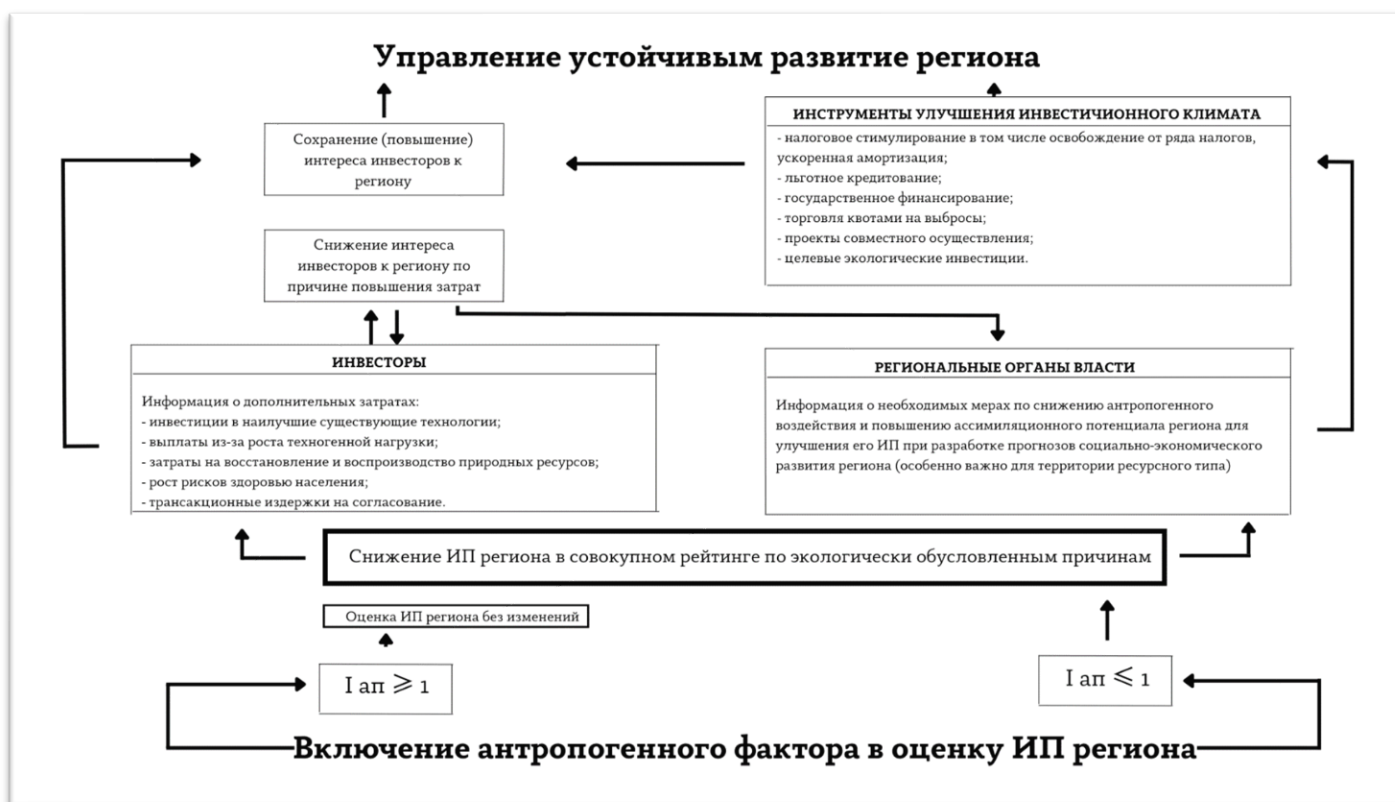 Управление устойчивым развитие региона
Сохранение (повышение)
интереса инвесторов к
региону
ИНСТРУМЕНТЫ УЛУЧШЕНИЯ ИНВЕСТИЧИОННОГО КЛИМАТА
- налоговое стимулирование в том числе освобождение от ряда налогов,
ускоренная амортизация;
- льготное кредитование;
- государственное финансирование;
- торговля квотами на выбросы;
- проекты совместного осуществления;
- целевые экологические инвестиции.
Снижение интереса
инвесторов к региону по
причине повышения затрат
ИНВЕСТОРЫ
Информация о дополнительных затратах:
- инвестиции в наилучшие существующие технологии;
- выплаты из-за роста техногенной нагрузки;
- затраты на восстановление и воспроизводство природных ресурсов;
- рост рисков здоровью населения;
- трансакционные издержки на согласование.
РЕГИОНАЛЬНЫЕ ОРГАНЫ ВЛАСТИ
Информация о необходимых мерах по снижению антропогенного
воздействия и повышению ассимиляционного потенциала региона для
улучшения его ИП при разработке прогнозов социально-экономического
развития региона (особенно важно для территории ресурсного типа)
Снижение ИП региона в совокупном рейтинге по экологически обусловленным причинам
Оценка ИП региона без изменений
I ап ⩾ 1
I ап ⩽ 1
Включение антропогенного фактора в оценку ИП региона